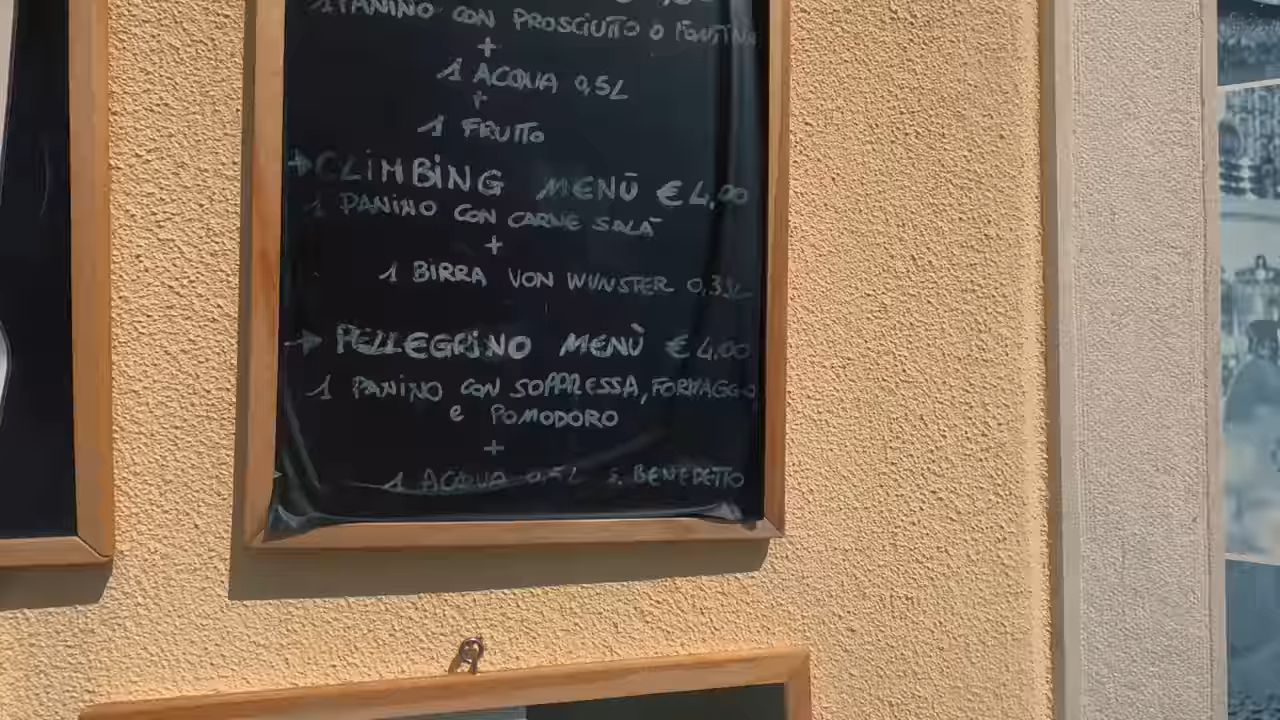 1 PANINO CON PROSCIUTTO O FONTINA
+
1 ACQUA 0,5L
+
1 FRUTTO
→ CLiMBiNG MENÙ € 4,00
1 PANINO CON CARNE SALÀ
+
1 BIRRA VON WUNSTER
→ PELLEGRiNO MENÙ € 4,00
1 PANINO CON SOPPRESSA, FORMAGGIO
e POMODORO
+
1 ACQUA 0,5L S. BENEDETTO